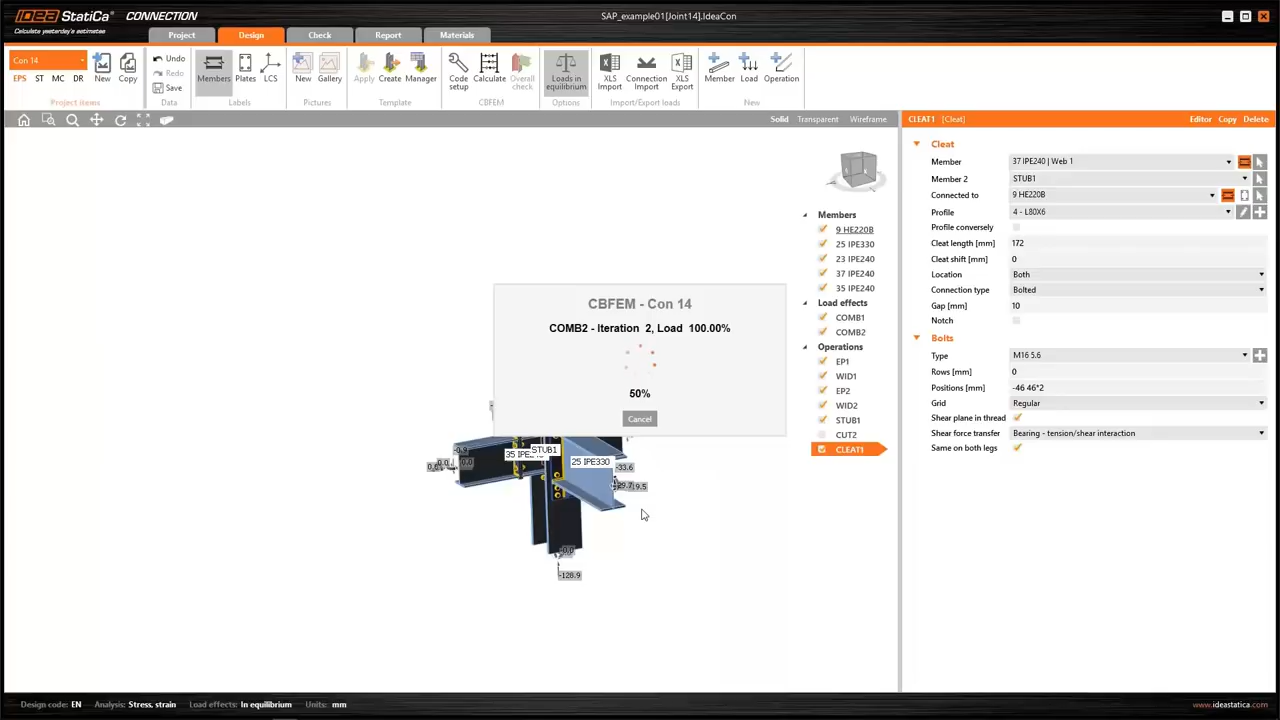 IDEA StatiCa® CONNECTION
Calculate yesterday's estimates
SAP_example01[Joint14].IdeaCon
Project
Design
Check
Report
Materials
Con 14
EPS ST MC DR
New
Copy
Project items
Undo
Redo
Save
Data
Members
Plates
LCS
Labels
New
Gallery
Pictures
Apply
Create
Manager
Template
Code setup
Calculate
Overall check
CBFEM
Loads in equilibrium
Options
XLS Import
Connection Import
XLS Export
Import/Export loads
Member
Load
Operation
New
Solid Transparent Wireframe
CLEAT1 [Cleat]
Editor Copy Delete
Members
9 HE220B
25 IPE330
23 IPE240
37 IPE240
35 IPE240
Load effects
COMB1
COMB2
Operations
EP1
WID1
EP2
WID2
STUB1
CUT2
CLEAT1
CBFEM - Con 14
COMB2 - Iteration 2, Load 100.00%
50%
Cancel
STUB1
25 IPE330
-33.6
-128.9
Cleat
Member 37 IPE240 | Web 1
Member 2 STUB1
Connected to 9 HE220B
Profile 4 - L80X6
Profile conversely
Cleat length [mm] 172
Cleat shift [mm] 0
Location Both
Connection type Bolted
Gap [mm] 10
Notch
Bolts
Type M16 5.6
Rows [mm] 0
Positions [mm] -46 46*2
Grid Regular
Shear plane in thread
Shear force transfer Bearing - tension/shear interaction
Same on both legs
Design code: EN Analysis: Stress, strain Load effects: In equilibrium Units: mm
www.ideastatica.com